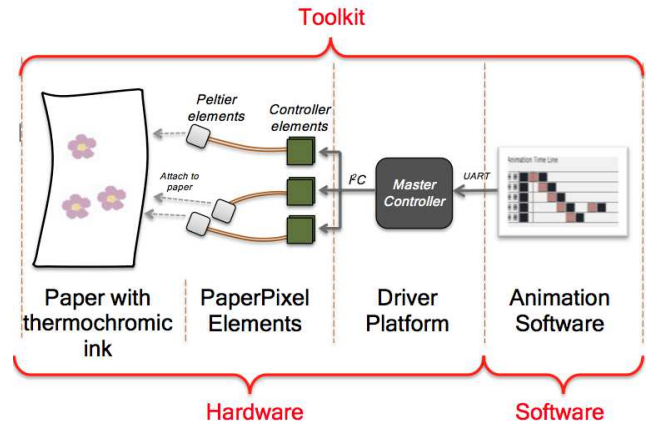 Toolkit
Peltier
elements
Controller
elements
Attach to
paper
I²C
Master
Controller
UART
Animation Time Line
Paper with
thermochromic
ink
PaperPixel
Elements
Driver
Platform
Animation
Software
Hardware
Software